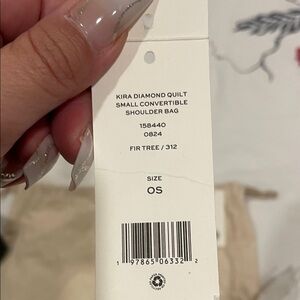 KIRA DIAMOND QUILT
SMALL CONVERTIBLE
SHOULDER BAG
158440
0824
FIR TREE / 312
SIZE
OS
1 97865 06332 2